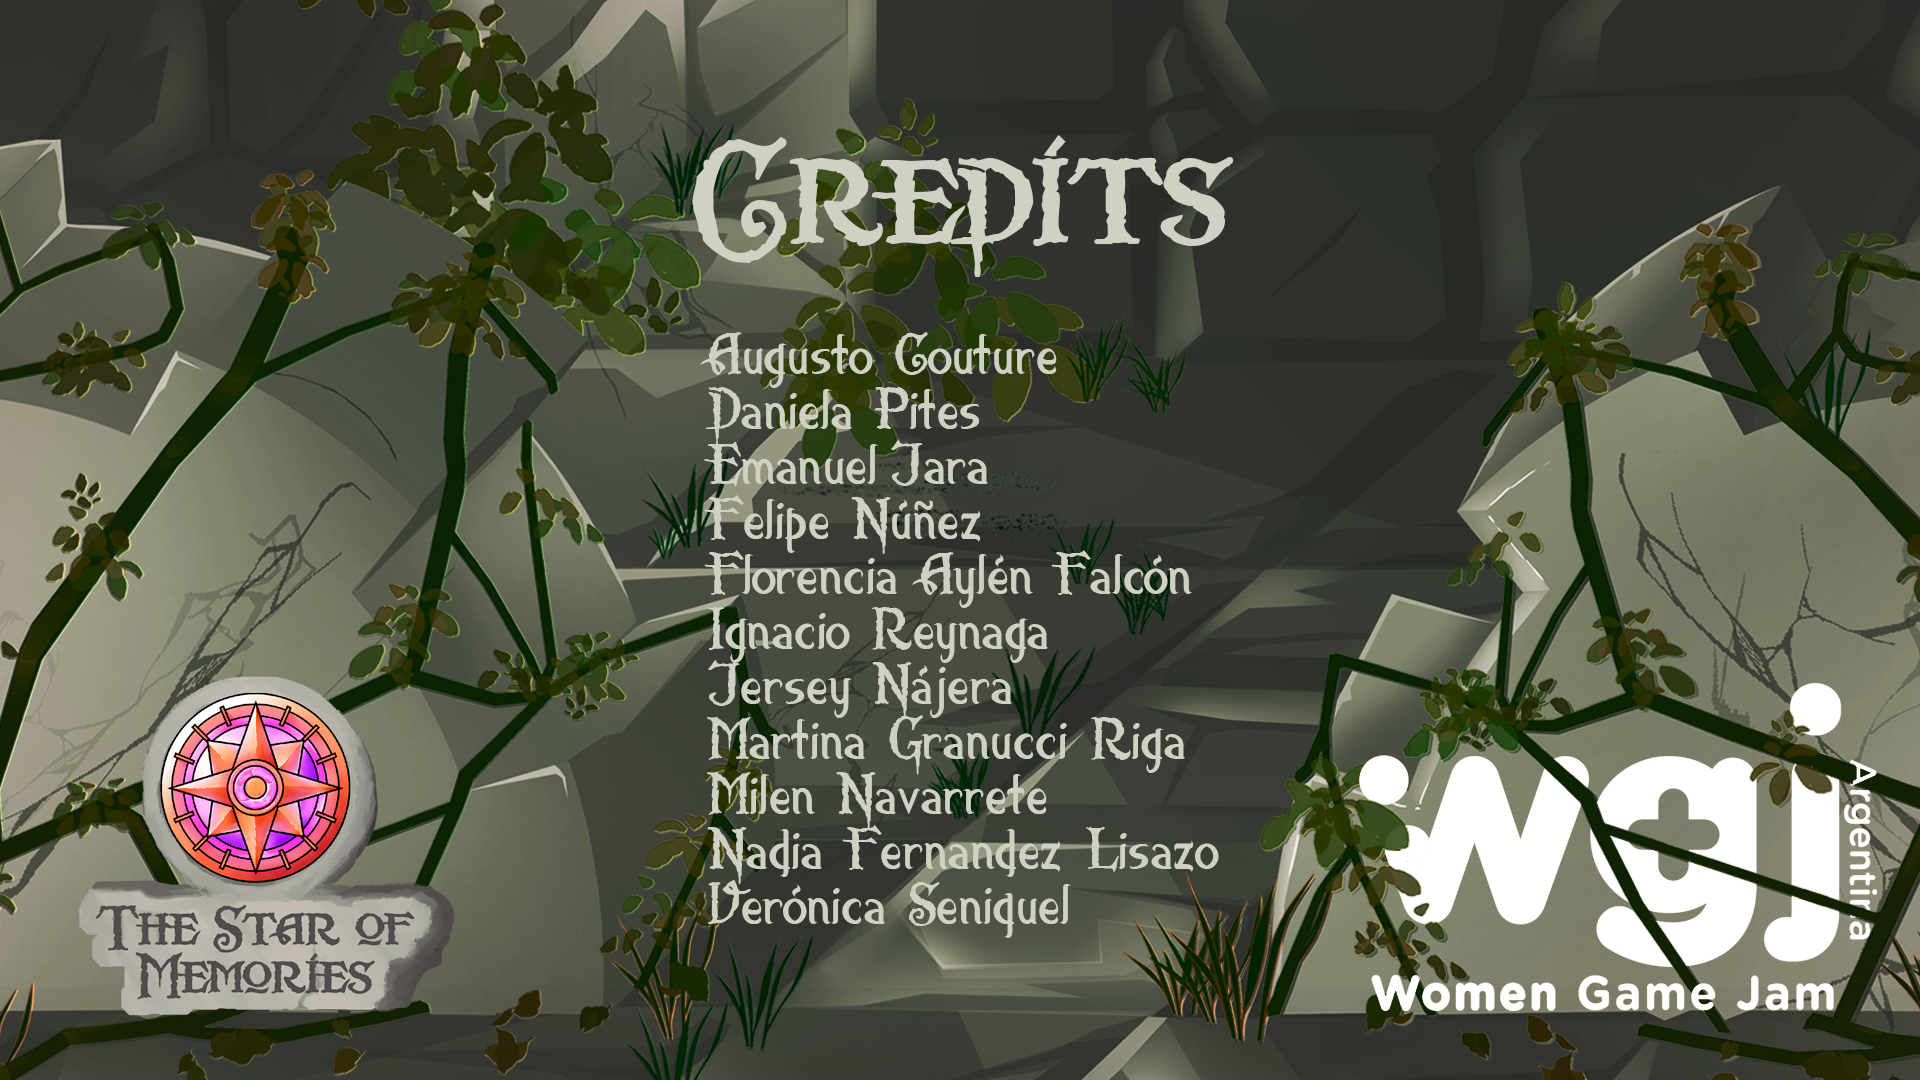 Credits
Augusto Couture
Daniela Pites
Emanuel Jara
Felipe Núñez
Florencia Aylén Falcón
Ignacio Reynaga
Jersey Nájera
Martina Granucci Riga
Milen Navarrete
Nadia Fernandez Lisazo
Verónica Seniquel
The Star of
Memories
wgj
Argentina
Women Game Jam